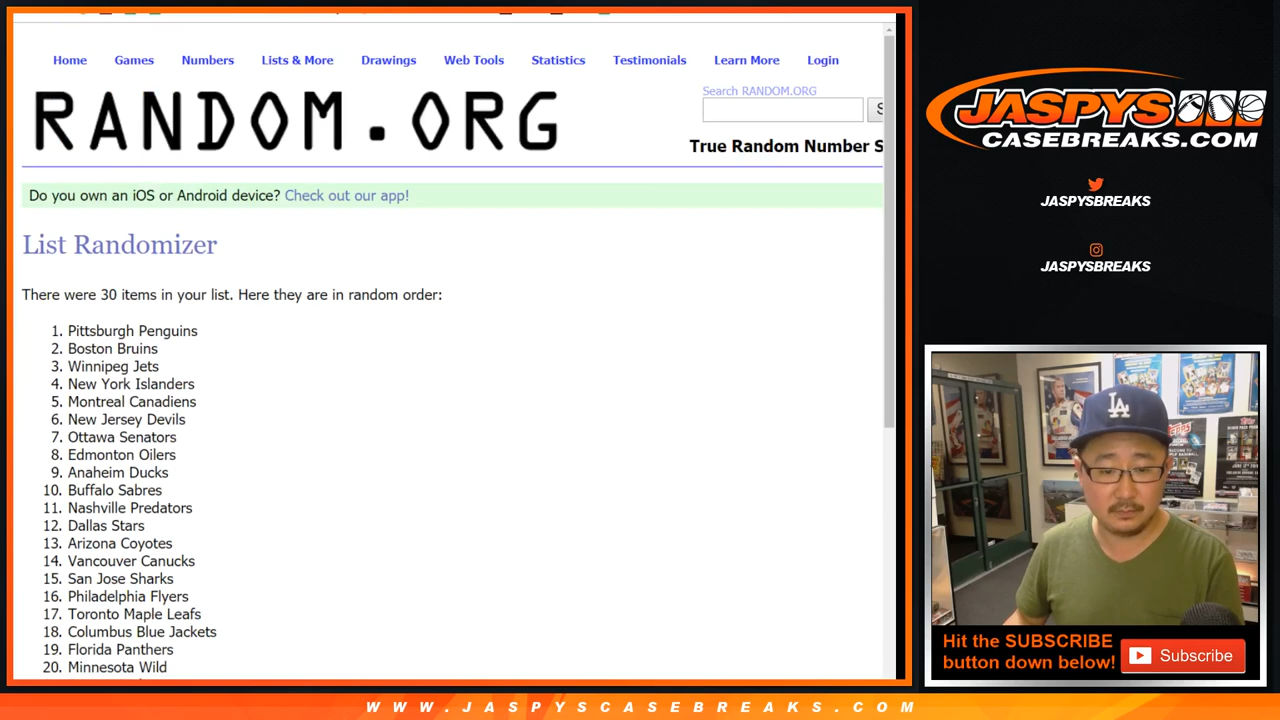 Home Games Numbers Lists & More Drawings Web Tools Statistics Testimonials Learn More Login
RANDOM.ORG
Search RANDOM.ORG
S
True Random Number S
Do you own an iOS or Android device? Check out our app!
List Randomizer
There were 30 items in your list. Here they are in random order:
1. Pittsburgh Penguins
2. Boston Bruins
3. Winnipeg Jets
4. New York Islanders
5. Montreal Canadiens
6. New Jersey Devils
7. Ottawa Senators
8. Edmonton Oilers
9. Anaheim Ducks
10. Buffalo Sabres
11. Nashville Predators
12. Dallas Stars
13. Arizona Coyotes
14. Vancouver Canucks
15. San Jose Sharks
16. Philadelphia Flyers
17. Toronto Maple Leafs
18. Columbus Blue Jackets
19. Florida Panthers
20. Minnesota Wild
JASPYS
CASEBREAKS.COM
JASPYSBREAKS
JASPYSBREAKS
LA
topps
Hit the SUBSCRIBE
button down below!
Subscribe
WWW.JASPYSCASEBREAKS.COM